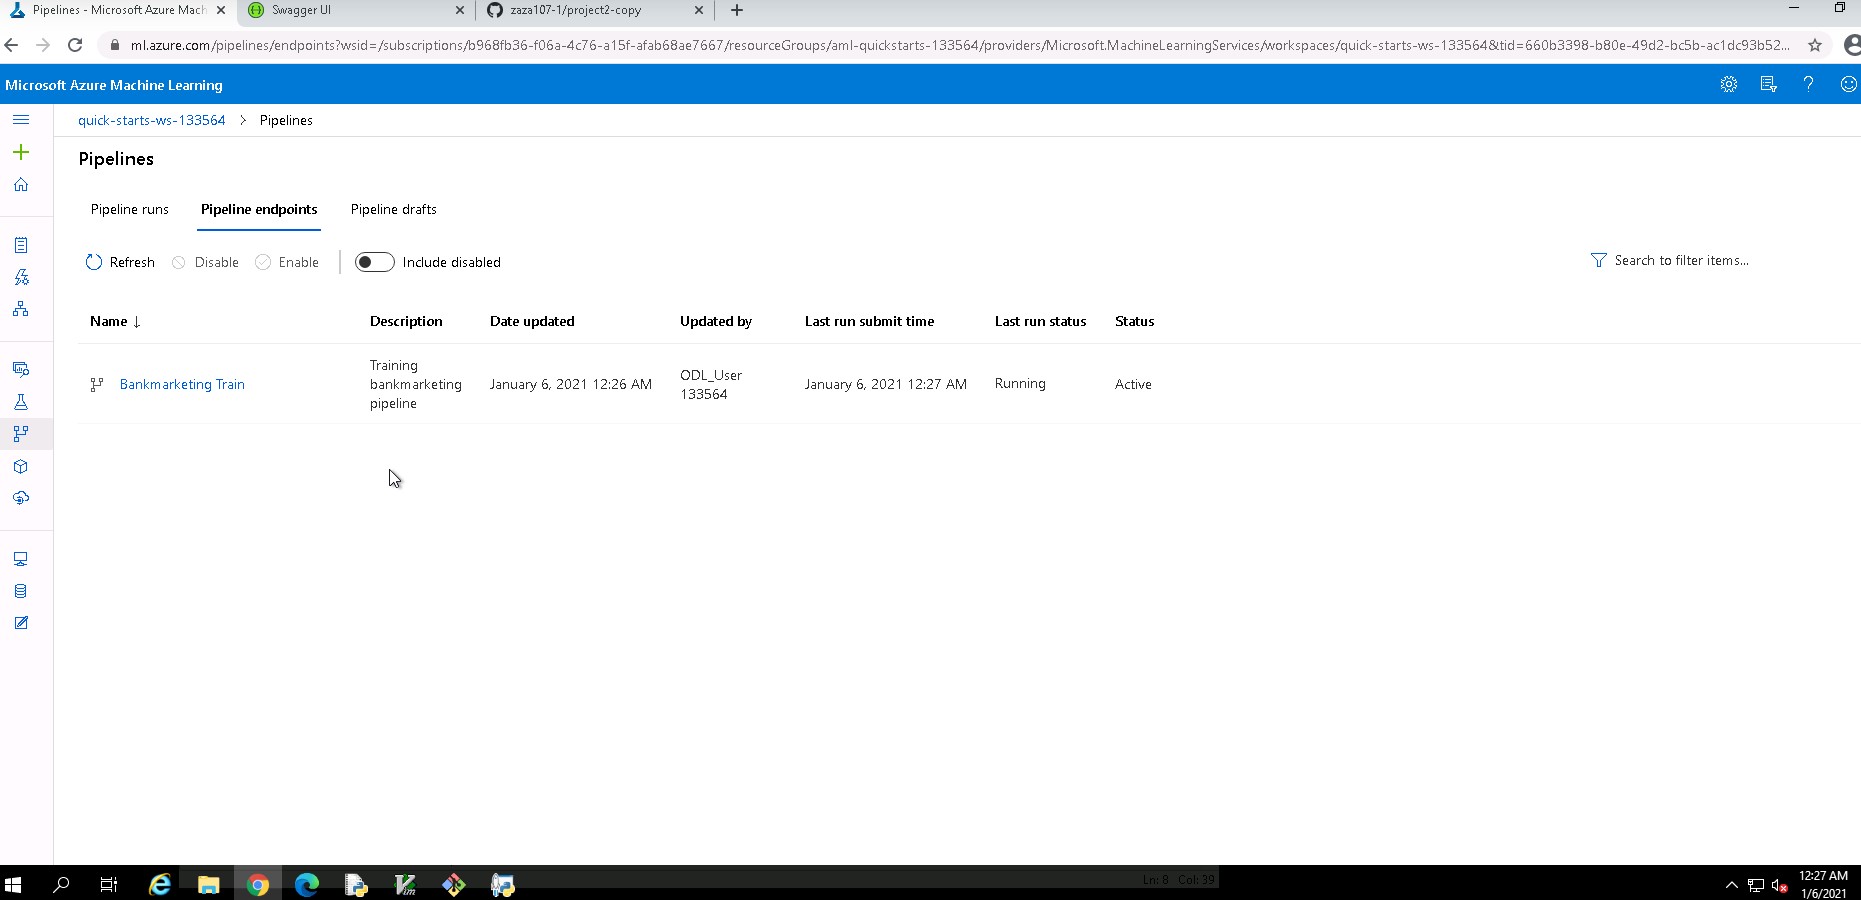 Pipelines - Microsoft Azure Mach
Swagger UI
zaza107-1/project2-copy
ml.azure.com/pipelines/endpoints?wsid=/subscriptions/b968fb36-f06a-4c76-a15f-afab68ae7667/resourceGroups/aml-quickstarts-133564/providers/Microsoft.MachineLearningServices/workspaces/quick-starts-ws-133564&tid=660b3398-b80e-49d2-bc5b-ac1dc93b52...
Microsoft Azure Machine Learning
quick-starts-ws-133564 > Pipelines
Pipelines
Pipeline runs Pipeline endpoints Pipeline drafts
Refresh Disable Enable Include disabled Search to filter items...
Name ↓ Description Date updated Updated by Last run submit time Last run status Status
Bankmarketing Train
Training
bankmarketing
pipeline
January 6, 2021 12:26 AM
ODL_User
133564
January 6, 2021 12:27 AM
Running
Active
Ln: 8 Col: 39
12:27 AM
1/6/2021